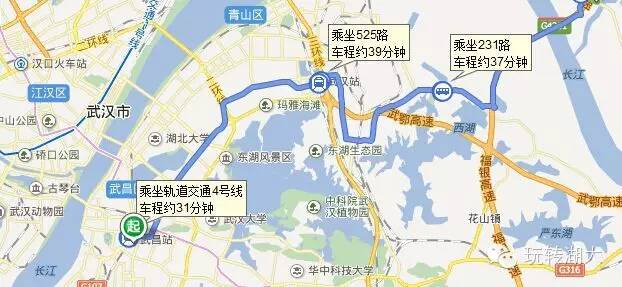 青山区
三环线
二环线
汉口火车站
江汉区
中山公园
武汉市
硚口公园
古琴台
武汉动物园
长江
乘坐525路
车程约39分钟
武汉站
玛雅海滩
湖北大学
东湖风景区
东湖生态园
武昌区
乘坐轨道交通4号线
车程约31分钟
起
武昌站
武汉大学
中科院武
汉植物园
华中科技大学
乘坐231路
车程约37分钟
长江
武鄂高速
西湖
福银高速
武鄂高速
花山镇
严东湖
G316
玩转湖大